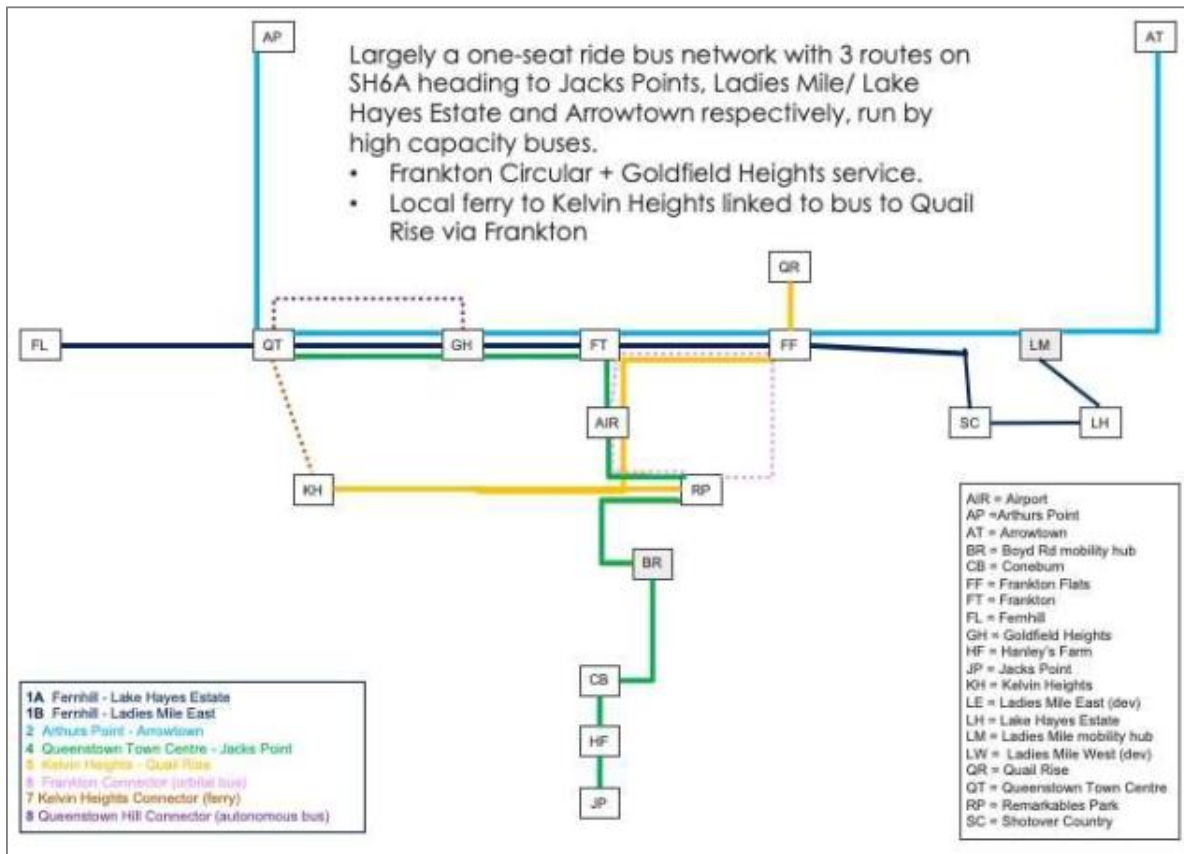 AP
AT
Largely a one-seat ride bus network with 3 routes on
SH6A heading to Jacks Points, Ladies Mile/ Lake
Hayes Estate and Arrowtown respectively, run by
high capacity buses.
• Frankton Circular + Goldfield Heights service.
• Local ferry to Kelvin Heights linked to bus to Quail
Rise via Frankton
QR
FL
QT
GH
FT
FF
LM
AIR
SC
LH
KH
RP
BR
CB
HF
JP
1A Fernhill - Lake Hayes Estate
1B Fernhill - Ladies Mile East
2 Arthurs Point - Arrowtown
4 Queenstown Town Centre - Jacks Point
5 Kelvin Heights - Quail Rise
6 Frankton Connector (orbital bus)
7 Kelvin Heights Connector (ferry)
8 Queenstown Hill Connector (autonomous bus)
AIR = Airport
AP =Arthurs Point
AT = Arrowtown
BR = Boyd Rd mobility hub
CB = Coneburn
FF = Frankton Flats
FT = Frankton
FL = Fernhill
GH = Goldfield Heights
HF = Hanley's Farm
JP = Jacks Point
KH = Kelvin Heights
LE = Ladies Mile East (dev)
LH = Lake Hayes Estate
LM = Ladies Mile mobility hub
LW = Ladies Mile West (dev)
QR = Quail Rise
QT = Queenstown Town Centre
RP = Remarkables Park
SC = Shotover Country